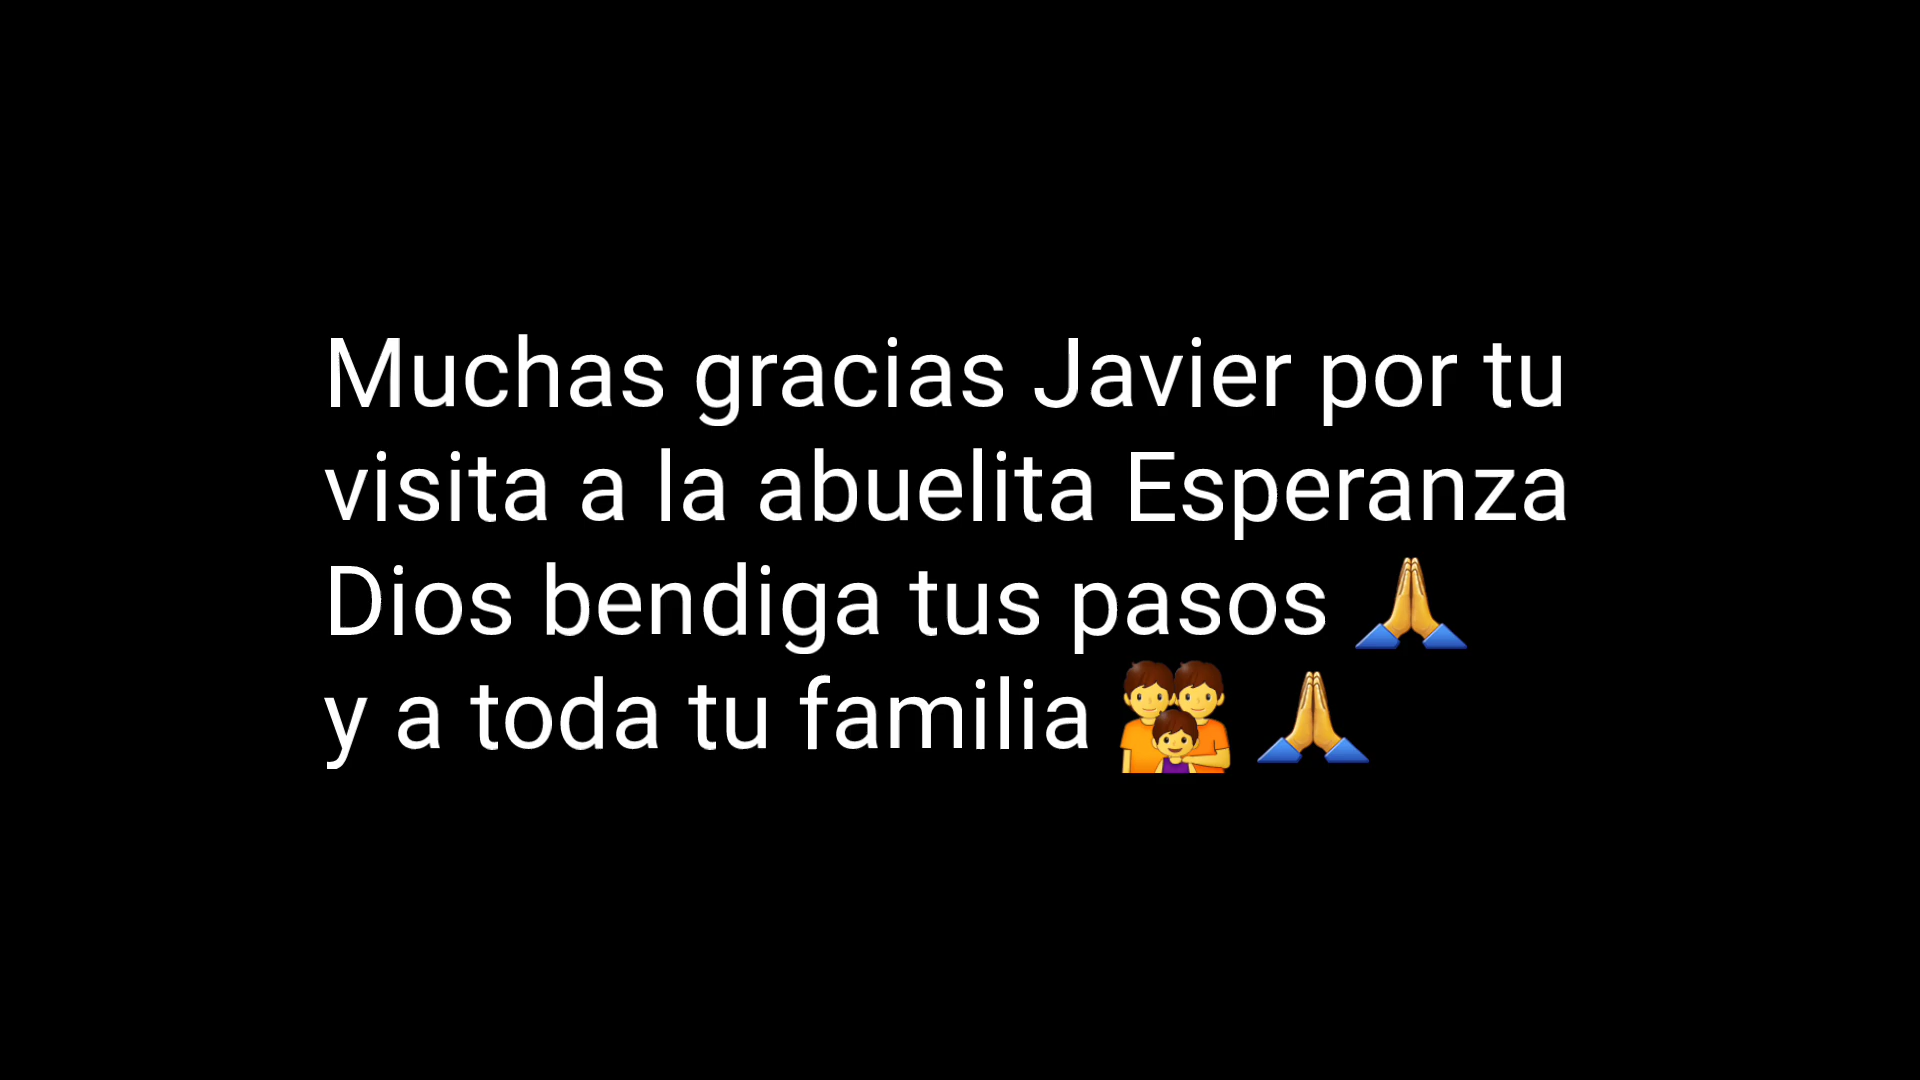 Muchas gracias Javier por tu
visita a la abuelita Esperanza
Dios bendiga tus pasos 🙏
y a toda tu familia 👪 🙏